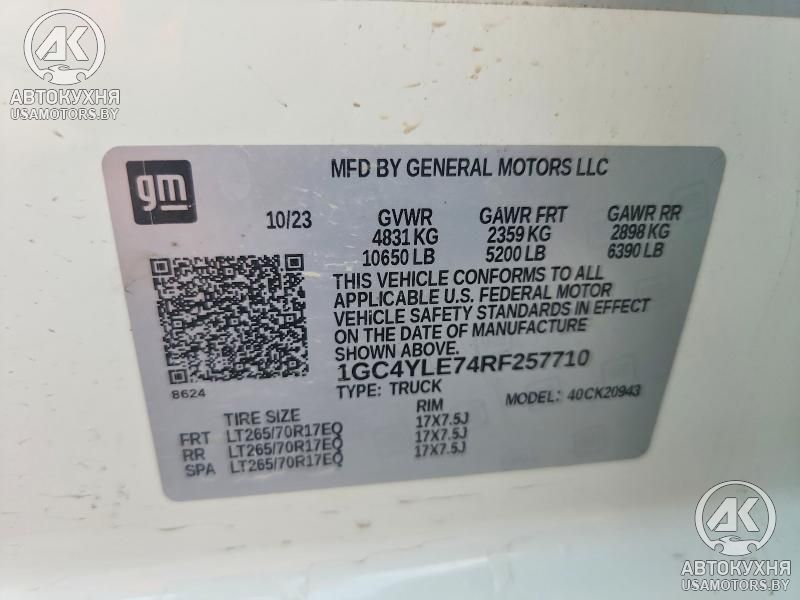 AK
АВТОКУХНЯ
USAMOTORS.BY
gm
MFD BY GENERAL MOTORS LLC
10/23 GVWR GAWR FRT GAWR RR
4831 KG 2359 KG 2898 KG
10650 LB 5200 LB 6390 LB
THIS VEHICLE CONFORMS TO ALL
APPLICABLE U.S. FEDERAL MOTOR
VEHICLE SAFETY STANDARDS IN EFFECT
ON THE DATE OF MANUFACTURE
SHOWN ABOVE.
1GC4YLE74RF257710
8624
TYPE: TRUCK MODEL: 40CK20943
TIRE SIZE RIM
FRT LT265/70R17EQ 17X7.5J
RR LT265/70R17EQ 17X7.5J
SPA LT265/70R17EQ 17X7.5J
AK
АВТОКУХНЯ
USAMOTORS.BY